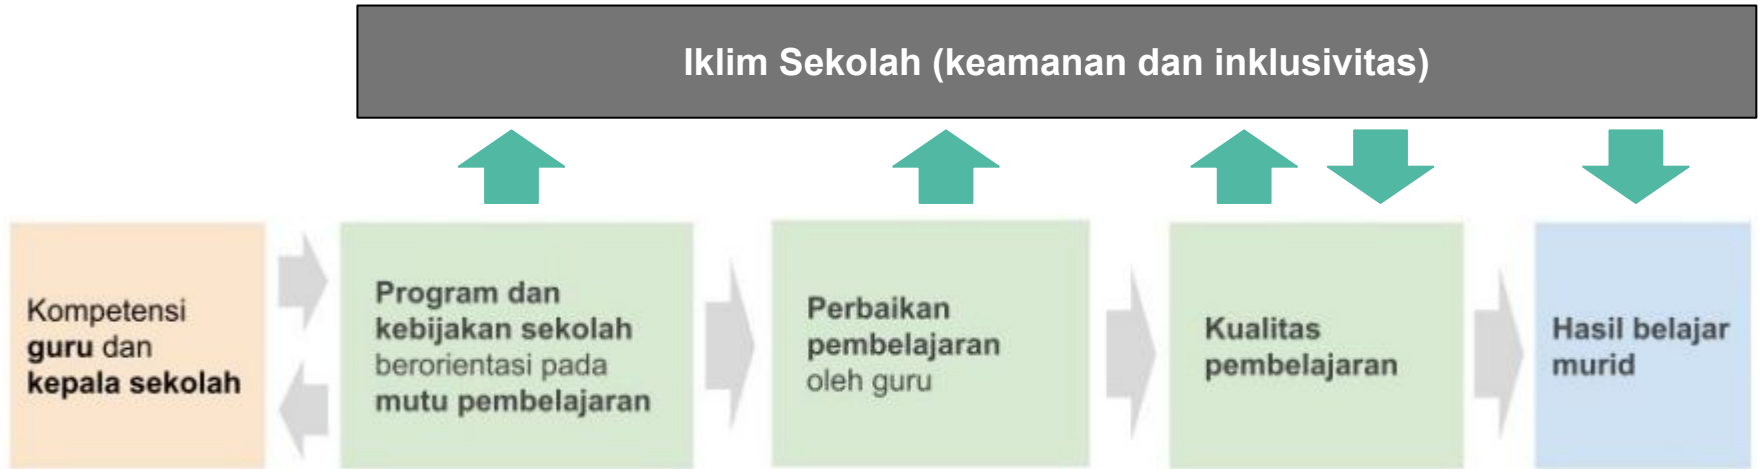 Iklim Sekolah (keamanan dan inklusivitas)
Kompetensi
guru dan
kepala sekolah
Program dan
kebijakan sekolah
berorientasi pada
mutu pembelajaran
Perbaikan
pembelajaran
oleh guru
Kualitas
pembelajaran
Hasil belajar
murid